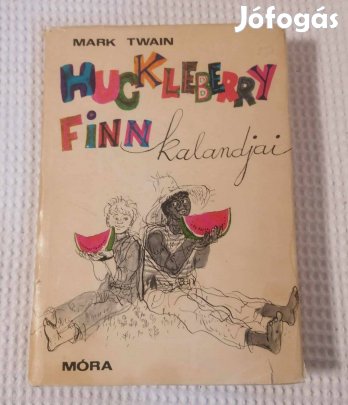 Jófogás
MARK TWAIN
HUCKLEBERRY
FINN kalandjai
MÓRA